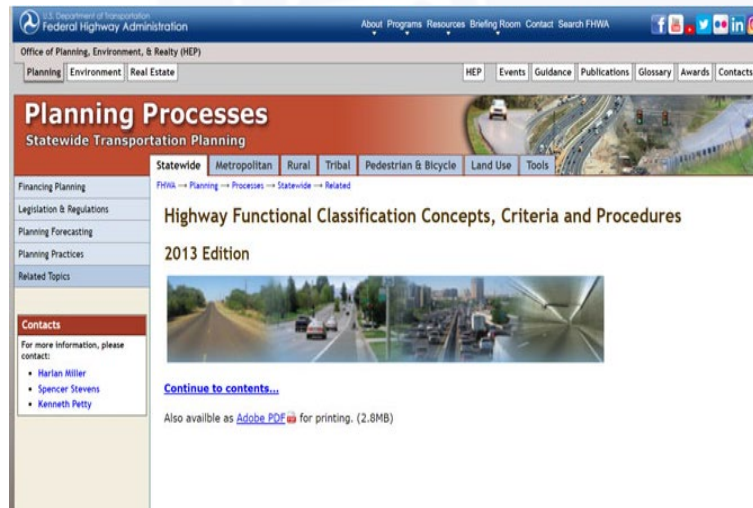 U.S. Department of Transportation
Federal Highway Administration
About Programs Resources Briefing Room Contact Search FHWA
Office of Planning, Environment, & Realty (HEP)
Planning Environment Real Estate
HEP Events Guidance Publications Glossary Awards Contacts
Planning Processes
Statewide Transportation Planning
Statewide Metropolitan Rural Tribal Pedestrian & Bicycle Land Use Tools
FHWA → Planning → Processes → Statewide → Related
Financing Planning
Legislation & Regulations
Planning Forecasting
Planning Practices
Related Topics
Highway Functional Classification Concepts, Criteria and Procedures
2013 Edition
Contacts
For more information, please
contact:
Harlan Miller
Spencer Stevens
Kenneth Petty
Continue to contents...
Also availble as Adobe PDF for printing. (2.8MB)